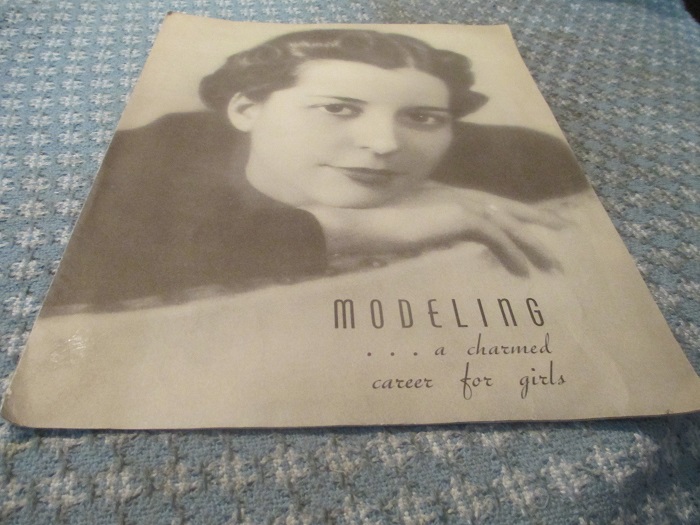 MODELING
...a charmed
career for girls